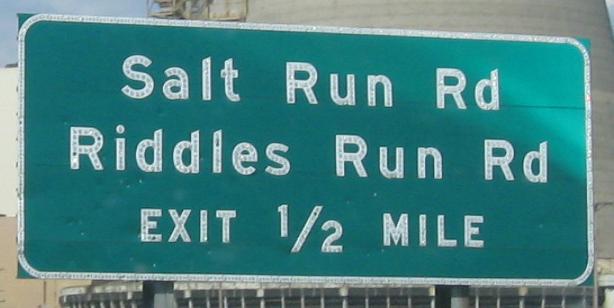 Salt Run Rd
Riddles Run Rd
EXIT 1/2 MILE